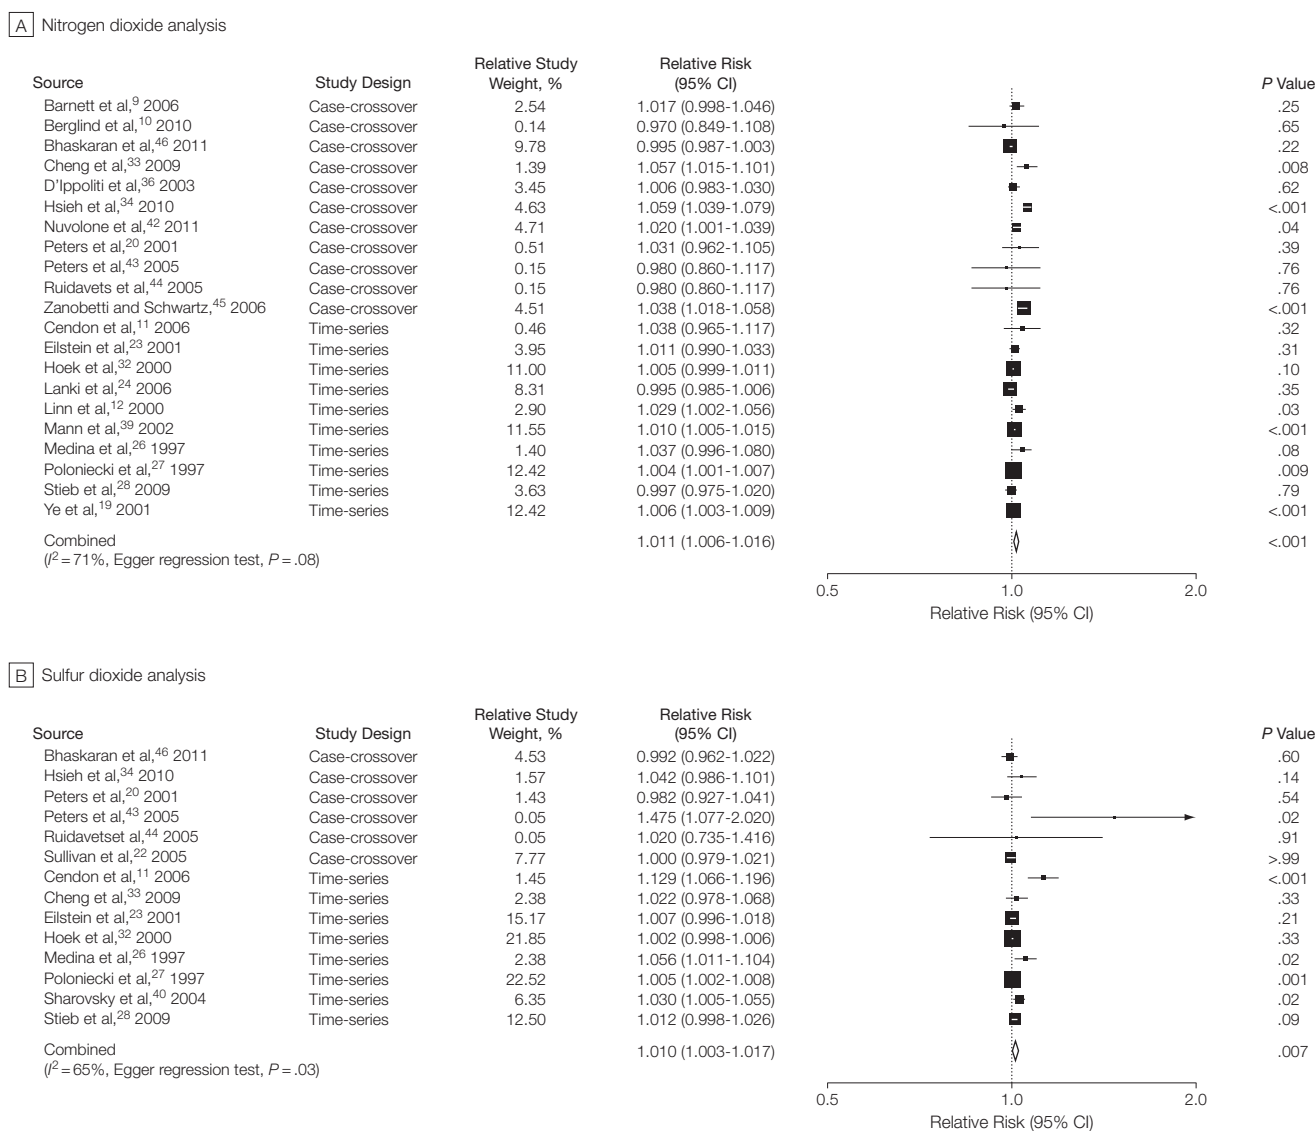 A Nitrogen dioxide analysis
Relative Study Relative Risk
Source Study Design Weight, % (95% CI) P Value
Barnett et al,9 2006 Case-crossover 2.54 1.017 (0.998-1.046) .25
Berglind et al,10 2010 Case-crossover 0.14 0.970 (0.849-1.108) .65
Bhaskaran et al,46 2011 Case-crossover 9.78 0.995 (0.987-1.003) .22
Cheng et al,33 2009 Case-crossover 1.39 1.057 (1.015-1.101) .008
D'Ippoliti et al,36 2003 Case-crossover 3.45 1.006 (0.983-1.030) .62
Hsieh et al,34 2010 Case-crossover 4.63 1.059 (1.039-1.079) <.001
Nuvolone et al,42 2011 Case-crossover 4.71 1.020 (1.001-1.039) .04
Peters et al,20 2001 Case-crossover 0.51 1.031 (0.962-1.105) .39
Peters et al,43 2005 Case-crossover 0.15 0.980 (0.860-1.117) .76
Ruidavets et al,44 2005 Case-crossover 0.15 0.980 (0.860-1.117) .76
Zanobetti and Schwartz,45 2006 Case-crossover 4.51 1.038 (1.018-1.058) <.001
Cendon et al,11 2006 Time-series 0.46 1.038 (0.965-1.117) .32
Eilstein et al,23 2001 Time-series 3.95 1.011 (0.990-1.033) .31
Hoek et al,32 2000 Time-series 11.00 1.005 (0.999-1.011) .10
Lanki et al,24 2006 Time-series 8.31 0.995 (0.985-1.006) .35
Linn et al,12 2000 Time-series 2.90 1.029 (1.002-1.056) .03
Mann et al,39 2002 Time-series 11.55 1.010 (1.005-1.015) <.001
Medina et al,26 1997 Time-series 1.40 1.037 (0.996-1.080) .08
Poloniecki et al,27 1997 Time-series 12.42 1.004 (1.001-1.007) .009
Stieb et al,28 2009 Time-series 3.63 0.997 (0.975-1.020) .79
Ye et al,19 2001 Time-series 12.42 1.006 (1.003-1.009) <.001
Combined 1.011 (1.006-1.016) <.001
(I2=71%, Egger regression test, P=.08)
0.5 1.0 2.0
Relative Risk (95% CI)
B Sulfur dioxide analysis
Relative Study Relative Risk
Source Study Design Weight, % (95% CI) P Value
Bhaskaran et al,46 2011 Case-crossover 4.53 0.992 (0.962-1.022) .60
Hsieh et al,34 2010 Case-crossover 1.57 1.042 (0.986-1.101) .14
Peters et al,20 2001 Case-crossover 1.43 0.982 (0.927-1.041) .54
Peters et al,43 2005 Case-crossover 0.05 1.475 (1.077-2.020) .02
Ruidavetset al,44 2005 Case-crossover 0.05 1.020 (0.735-1.416) .91
Sullivan et al,22 2005 Case-crossover 7.77 1.000 (0.979-1.021) >.99
Cendon et al,11 2006 Time-series 1.45 1.129 (1.066-1.196) <.001
Cheng et al,33 2009 Time-series 2.38 1.022 (0.978-1.068) .33
Eilstein et al,23 2001 Time-series 15.17 1.007 (0.996-1.018) .21
Hoek et al,32 2000 Time-series 21.85 1.002 (0.998-1.006) .33
Medina et al,26 1997 Time-series 2.38 1.056 (1.011-1.104) .02
Poloniecki et al,27 1997 Time-series 22.52 1.005 (1.002-1.008) .001
Sharovsky et al,40 2004 Time-series 6.35 1.030 (1.005-1.055) .02
Stieb et al,28 2009 Time-series 12.50 1.012 (0.998-1.026) .09
Combined 1.010 (1.003-1.017) .007
(I2=65%, Egger regression test, P=.03)
0.5 1.0 2.0
Relative Risk (95% CI)